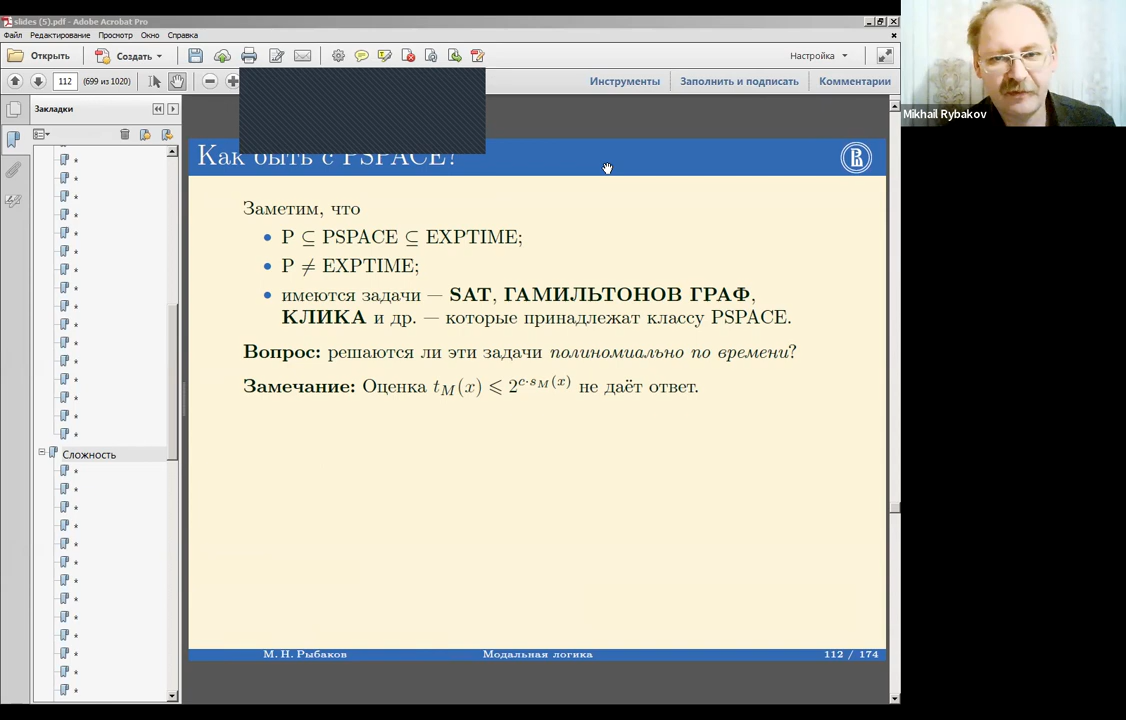 slides (5).pdf - Adobe Acrobat Pro
Файл Редактирование Просмотр Окно Справка
Открыть Создать Настройка
112 (699 из 1020) Инструменты Заполнить и подписать Комментарии
Закладки
Mikhail Rybakov
Как быть с PSPACE?
Заметим, что
• P ⊆ PSPACE ⊆ EXPTIME;
• P ≠ EXPTIME;
• имеются задачи — SAT, ГАМИЛЬТОНОВ ГРАФ,
КЛИКА и др. — которые принадлежат классу PSPACE.
Вопрос: решаются ли эти задачи полиномиально по времени?
Замечание: Оценка t_M(x) ⩽ 2^{c·s_M(x)} не даёт ответ.
Сложность
М. Н. Рыбаков Модальная логика 112 / 174